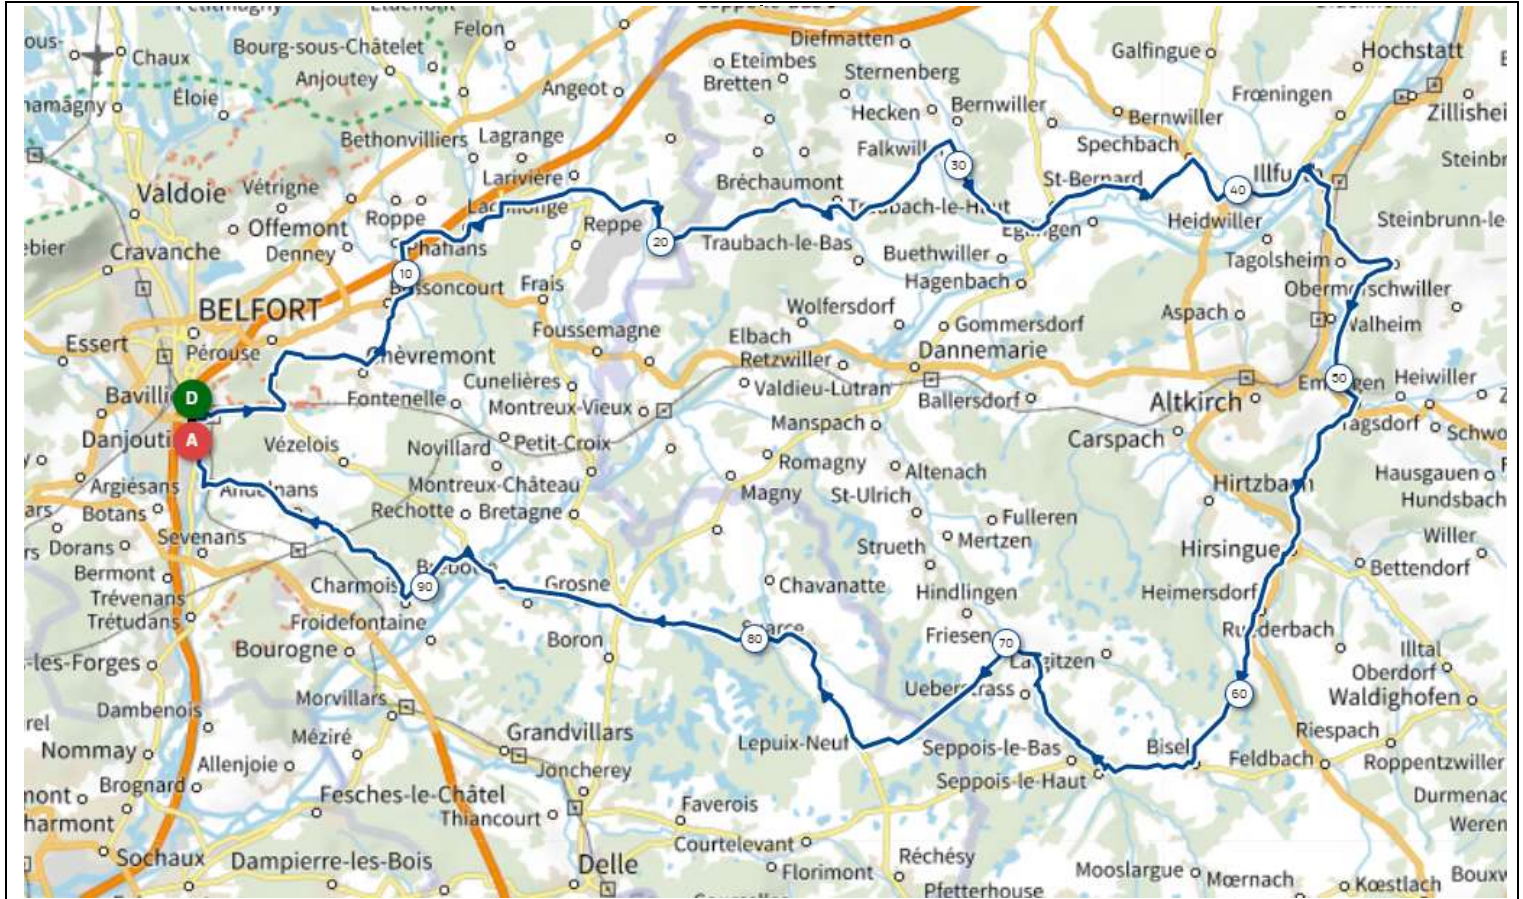 Felon
Diefmatten
Chaux
Bourg-sous-Châtelet
Eteimbes
Galfingue
Hochstatt
Anjoutey
Bretten
Sternenberg
Éloie
Angeot
Hecken
Bernwiller
Frœningen
Bernwiller
Bethonvilliers
Lagrange
Spechbach
Valdoie
Vétrigne
Larivière
Bréchaumont
St-Bernard
30
40
Roppe
Reppe
Heidwiller
Offemont
Cravanche
Denney
20
Traubach-le-Bas
Traubach-le-Haut
Buethwiller
Tagolsheim
10
Frais
Hagenbach
BELFORT
Wolfersdorf
Aspach
Walheim
Foussemagne
Elbach
Gommersdorf
Essert
Pérouse
Chèvremont
Retzwiller
Dannemarie
Cunelières
Valdieu-Lutran
50
Heiwiller
D
Fontenelle
Montreux-Vieux
Ballersdorf
Altkirch
A
Vézelois
Novillard
Petit-Croix
Manspach
Carspach
Romagny
Altenach
Argiésans
Andelnans
Montreux-Château
Magny
St-Ulrich
Hirtzbach
Hausgauen
Hundsbach
Botans
Rechotte
Bretagne
Fulleren
Dorans
Sevenans
Strueth
Mertzen
Hirsingue
Willer
Bermont
Charmois
90
Grosne
Chavanatte
Hindlingen
Heimersdorf
Bettendorf
Trévenans
Trétudans
Froidefontaine
80
Friesen
70
Boron
Bourogne
Illtal
Oberdorf
Ueberstrass
60
Waldighofen
Morvillars
Dambenois
Grandvillars
Lepuix-Neuf
Seppois-le-Bas
Bisel
Riespach
Nommay
Méziré
Feldbach
Allenjoie
Joncherey
Seppois-le-Haut
Roppentzwiller
Brognard
Fesches-le-Châtel
Faverois
Thiancourt
Courtelevant
Sochaux
Dampierre-les-Bois
Delle
Florimont
Réchésy
Mooslargue
Mœrnach
Kœstlach
Pfetterhouse